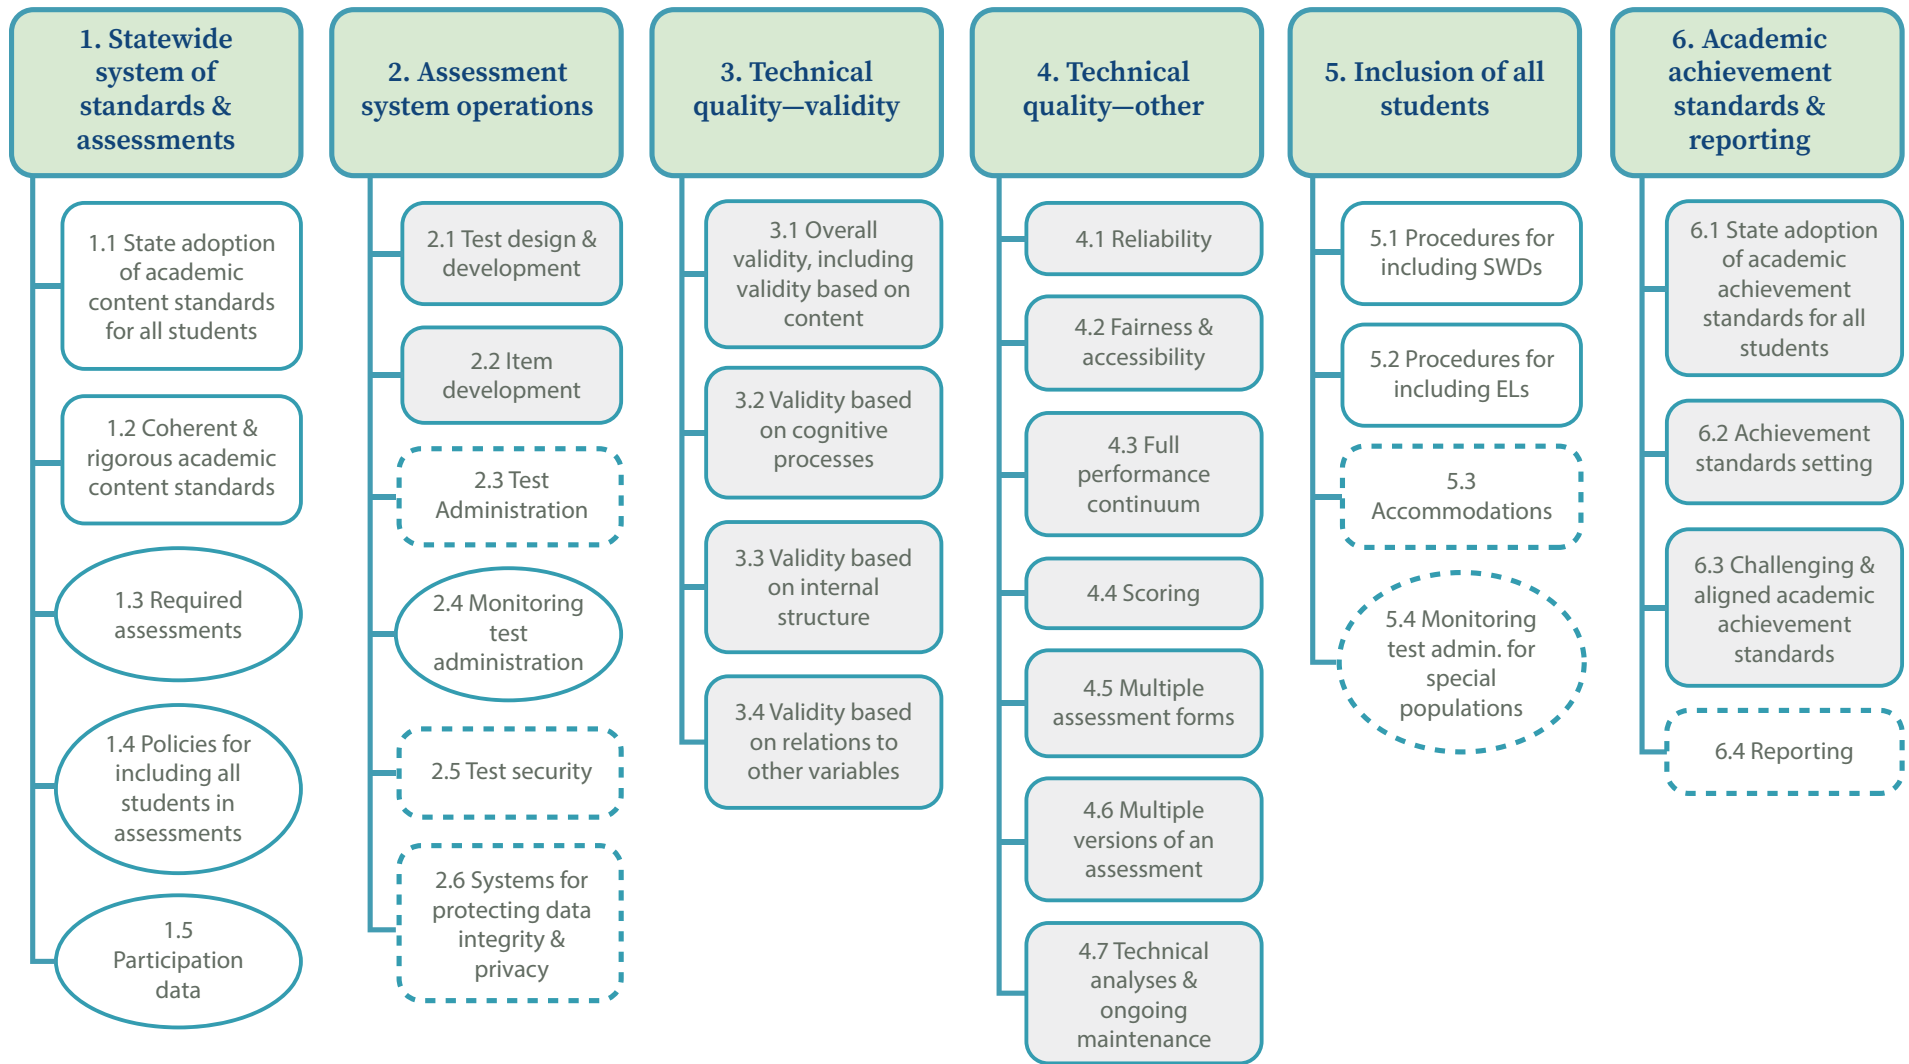 1. Statewide
system of
standards &
assessments
1.1 State adoption
of academic
content standards
for all students
1.2 Coherent &
rigorous academic
content standards
1.3 Required
assessments
1.4 Policies for
including all
students in
assessments
1.5
Participation
data
2. Assessment
system operations
2.1 Test design &
development
2.2 Item
development
2.3 Test
Administration
2.4 Monitoring
test
administration
2.5 Test security
2.6 Systems for
protecting data
integrity &
privacy
3. Technical
quality—validity
3.1 Overall
validity, including
validity based on
content
3.2 Validity based
on cognitive
processes
3.3 Validity based
on internal
structure
3.4 Validity based
on relations to
other variables
4. Technical
quality—other
4.1 Reliability
4.2 Fairness &
accessibility
4.3 Full
performance
continuum
4.4 Scoring
4.5 Multiple
assessment forms
4.6 Multiple
versions of an
assessment
4.7 Technical
analyses &
ongoing
maintenance
5. Inclusion of all
students
5.1 Procedures for
including SWDs
5.2 Procedures for
including ELs
5.3
Accommodations
5.4 Monitoring
test admin. for
special
populations
6. Academic
achievement
standards &
reporting
6.1 State adoption
of academic
achievement
standards for all
students
6.2 Achievement
standards setting
6.3 Challenging &
aligned academic
achievement
standards
6.4 Reporting